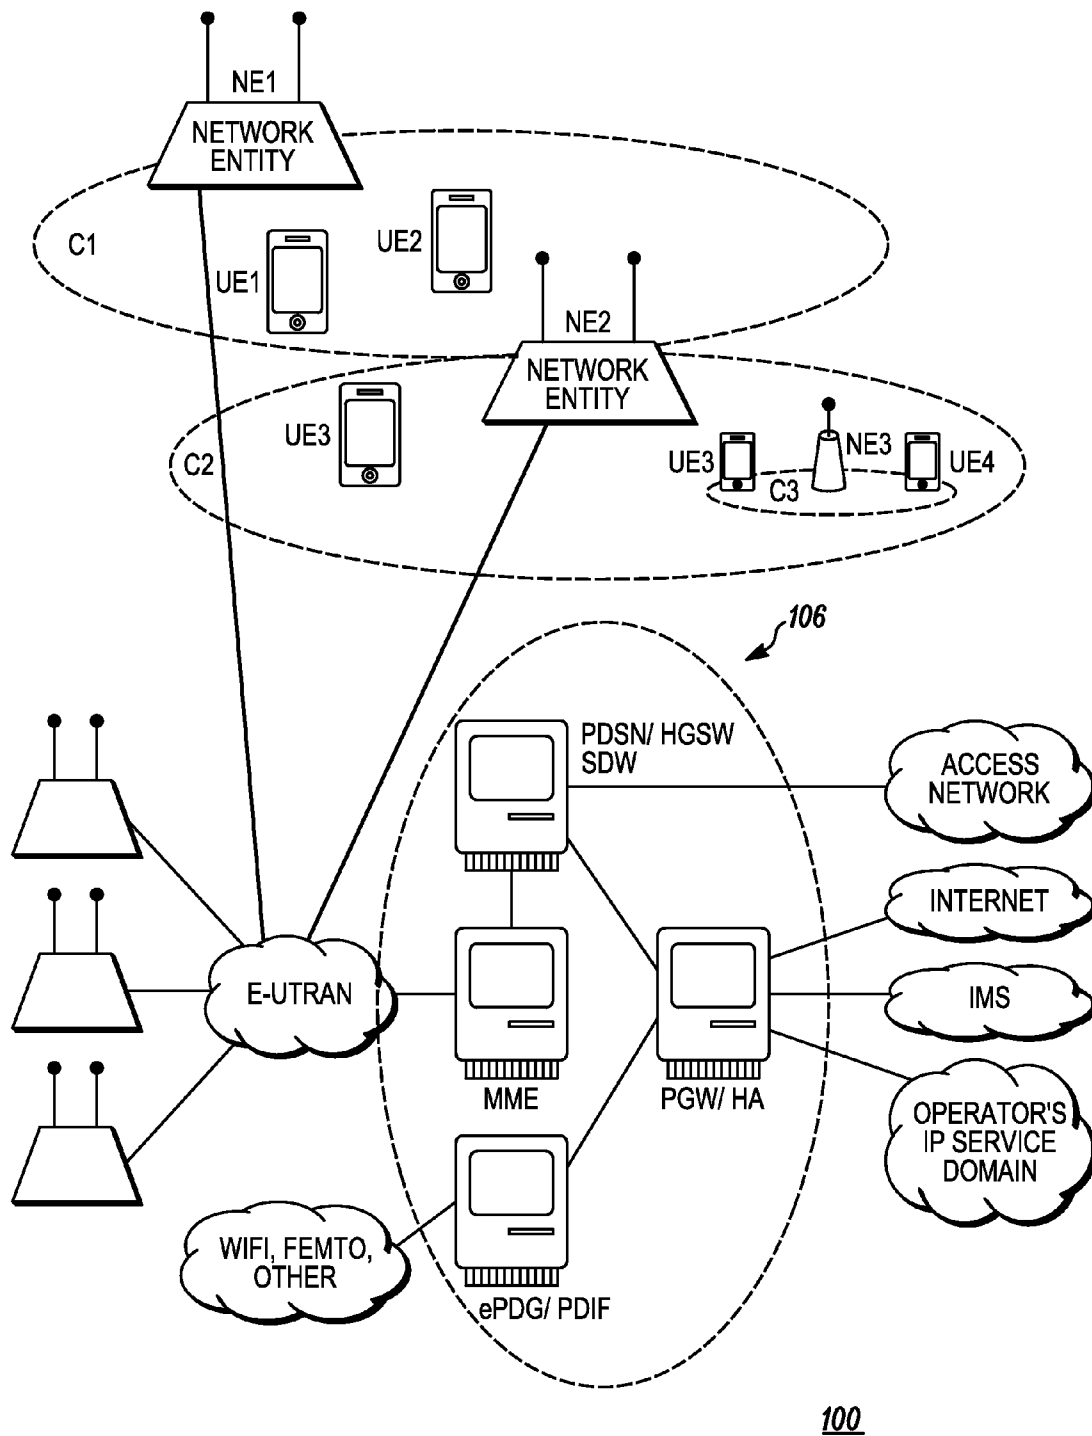 NE1
NETWORK
ENTITY
C1
UE1
UE2
NE2
NETWORK
ENTITY
C2
UE3
UE3
C3
NE3
UE4
106
PDSN/ HGSW
SDW
ACCESS
NETWORK
INTERNET
E-UTRAN
IMS
MME
PGW/ HA
OPERATOR'S
IP SERVICE
DOMAIN
WIFI, FEMTO,
OTHER
ePDG/ PDIF
100